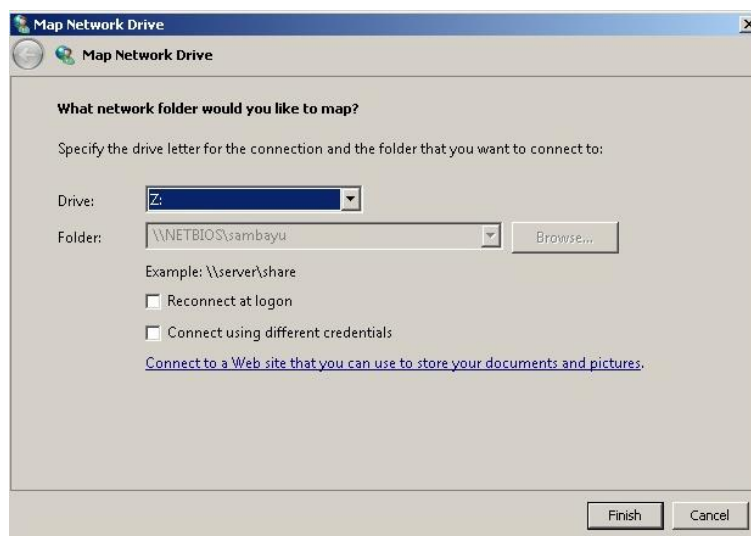 Map Network Drive
Map Network Drive
What network folder would you like to map?
Specify the drive letter for the connection and the folder that you want to connect to:
Drive: Z:
Folder: \\NETBIOS\sambayu Browse...
Example: \\server\share
Reconnect at logon
Connect using different credentials
Connect to a Web site that you can use to store your documents and pictures.
Finish Cancel